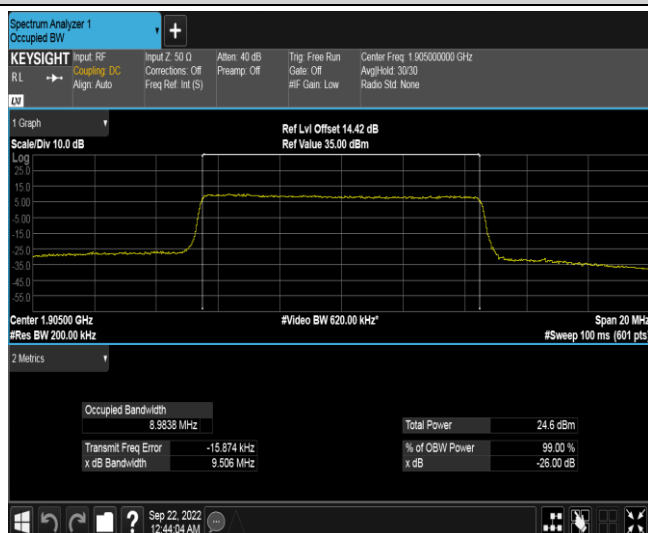 Spectrum Analyzer 1
Occupied BW
+
KEYSIGHT
R L
LXI
Input: RF
Coupling: DC
Align: Auto
Input Z: 50 Ω
Corrections: Off
Freq Ref: Int (S)
Atten: 40 dB
Preamp: Off
Trig: Free Run
Gate: Off
#IF Gain: Low
Center Freq: 1.905000000 GHz
Avg|Hold: 30/30
Radio Std: None
1 Graph
Scale/Div 10.0 dB
Ref Lvl Offset 14.42 dB
Ref Value 35.00 dBm
Log
25.0
15.0
5.00
-5.00
-15.0
-25.0
-35.0
-45.0
-55.0
Center 1.90500 GHz
#Res BW 200.00 kHz
#Video BW 620.00 kHz*
Span 20 MHz
#Sweep 100 ms (601 pts)
2 Metrics
Occupied Bandwidth
8.9838 MHz
Transmit Freq Error -15.874 kHz
x dB Bandwidth 9.506 MHz
Total Power 24.6 dBm
% of OBW Power 99.00 %
x dB -26.00 dB
?
Sep 22, 2022
12:44:04 AM